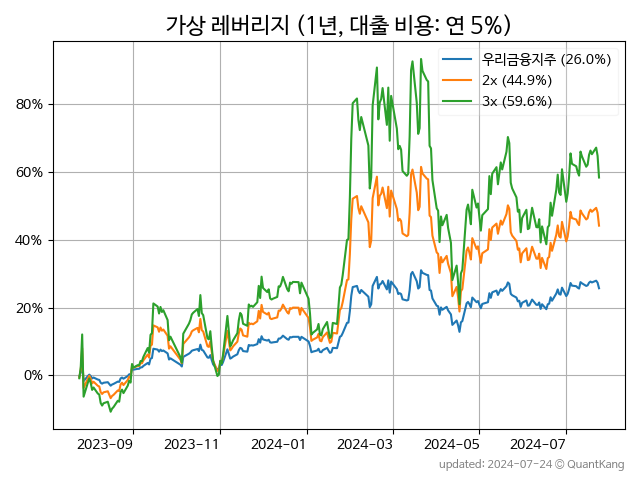 가상 레버리지 (1년, 대출 비용: 연 5%)
우리금융지주 (26.0%)
2x (44.9%)
3x (59.6%)
80%
60%
40%
20%
0%
2023-09 2023-11 2024-01 2024-03 2024-05 2024-07
updated: 2024-07-24 © QuantKang